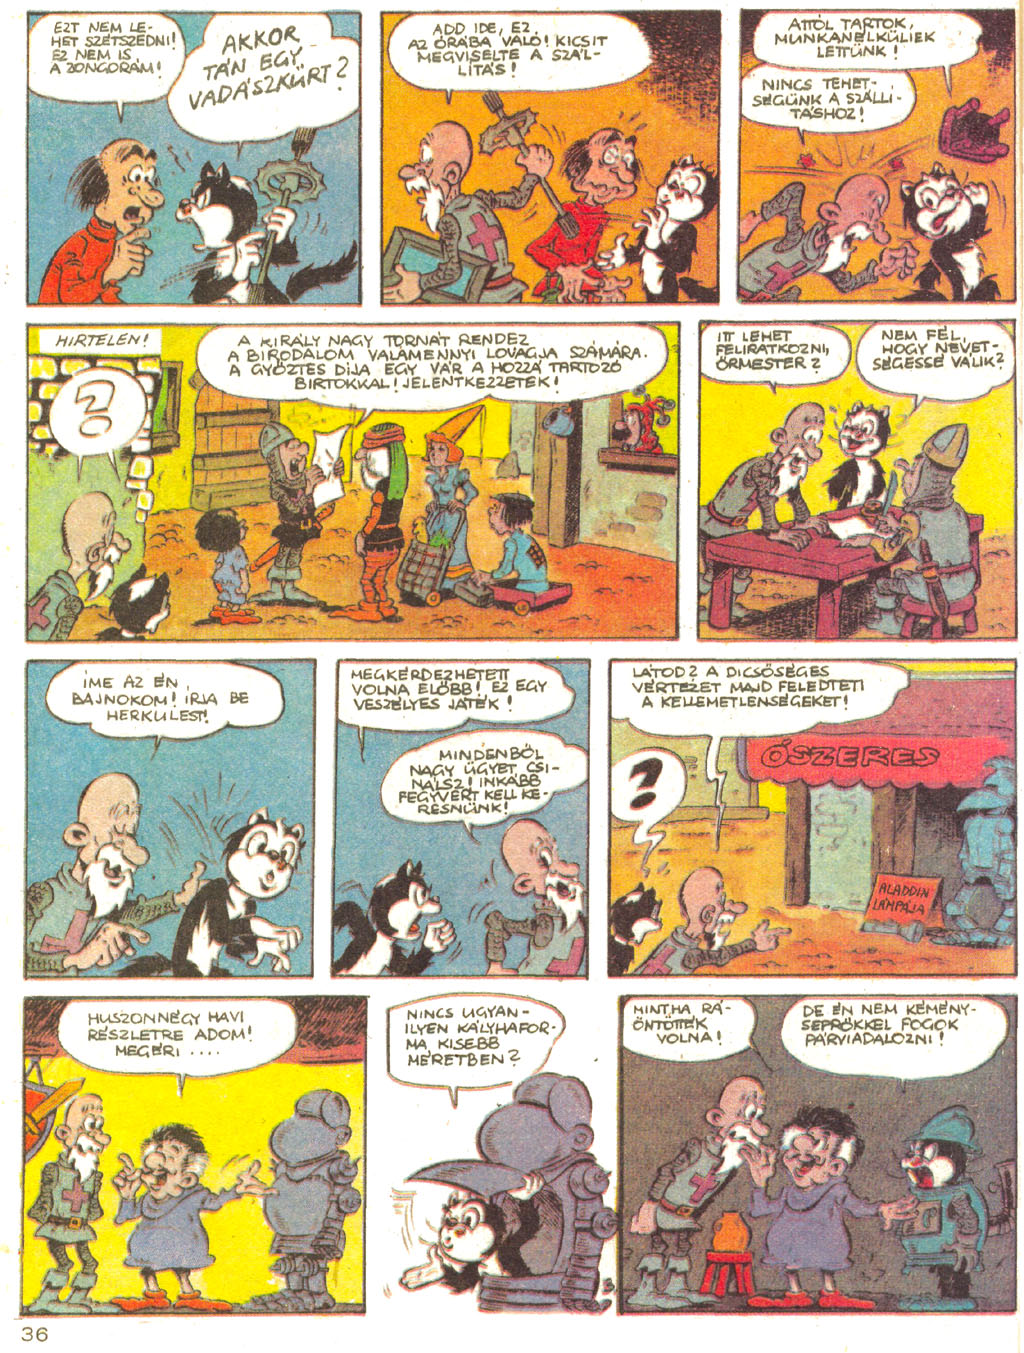 EZT NEM LE-
HET SZÉTSZEDNI!
EZ NEM IS
A ZONGORÁM!
AKKOR
TÁN EGY
VADÁSZKÜRT?
ADD IDE, EZ
AZ ÓRÁBA VALÓ! KICSIT
MEGVISELTE A SZÁL-
LÍTÁS!
ATTÓL TARTOK,
MUNKANÉLKÜLIEK
LETTÜNK!
NINCS TEHET-
SÉGÜNK A SZÁLLÍ-
TÁSHOZ!
HIRTELEN!
?
A KIRÁLY NAGY TORNÁT RENDEZ
A BIRODALOM VALAMENNYI LOVAGJA SZÁMÁRA.
A GYŐZTES DÍJA EGY VÁR A HOZZÁ TARTOZÓ
BIRTOKKAL! JELENTKEZZETEK!
ITT LEHET
FELIRATKOZNI,
ŐRMESTER?
NEM FÉL,
HOGY NEVET-
SÉGESSÉ VÁLIK?
ÍME AZ ÉN
BAJNOKOM! ÍRJA BE
HERKULEST!
MEGKÉRDEZHETETT
VOLNA ELŐBB! EZ EGY
VESZÉLYES JÁTÉK!
MINDENBŐL
NAGY ÜGYET CSI-
NÁLSZ! INKÁBB
FEGYVERT KELL KE-
RESNÜNK!
LÁTOD? A DICSŐSÉGES
VÉRTEZET MAJD FELEDTETI
A KELLEMETLENSÉGEKET!
?
ÓSZERES
ALADDIN
LÁMPÁJA
HUSZONNÉGY HAVI
RÉSZLETRE ADOM!
MEGÉRI ....
NINCS UGYAN-
ILYEN KÁLYHAFOR-
MA KISEBB
MÉRETBEN?
MINTHA RÁ-
ÖNTÖTTÉK
VOLNA!
DE ÉN NEM KÉMÉNY-
SEPRŐKKEL FOGOK
PÁRVIADALOZNI!
36